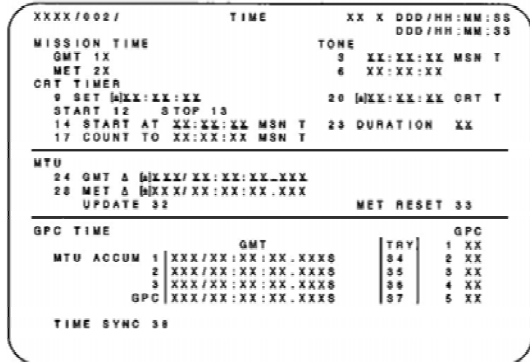 XXXX/002/ TIME XX X DDD/HH:MM:SS
DDD/HH:MM:SS
MISSION TIME TONE
GMT 1X 3 XX:XX:XX MSN T
MET 2X 6 XX:XX:XX
CRT TIMER
9 SET [±]XX:XX:XX 20 [±]XX:XX:XX CRT T
START 12 STOP 13
14 START AT XX:XX:XX MSN T 23 DURATION XX
17 COUNT TO XX:XX:XX MSN T
MTU
24 GMT Δ [±]XXX/XX:XX:XX.XXX
28 MET Δ [±]XXX/XX:XX:XX.XXX
UPDATE 32 MET RESET 33
GPC TIME GPC
GMT TRY 1 XX
MTU ACCUM 1 XXX/XX:XX:XX.XXXS 34 2 XX
2 XXX/XX:XX:XX.XXXS 35 3 XX
3 XXX/XX:XX:XX.XXXS 36 4 XX
GPC XXX/XX:XX:XX.XXXS 37 5 XX
TIME SYNC 38